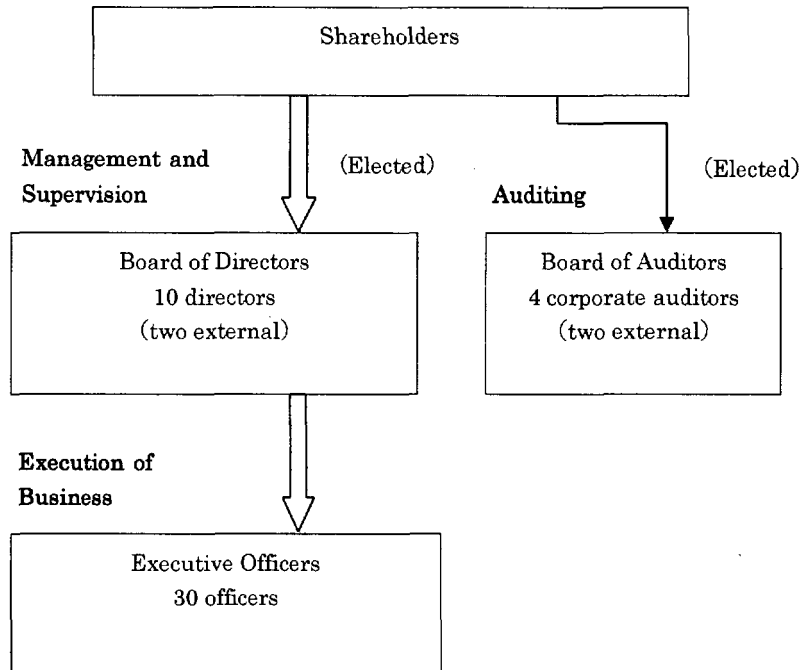 Shareholders
Management and
Supervision
(Elected)
Auditing
(Elected)
Board of Directors
10 directors
(two external)
Board of Auditors
4 corporate auditors
(two external)
Execution of
Business
Executive Officers
30 officers